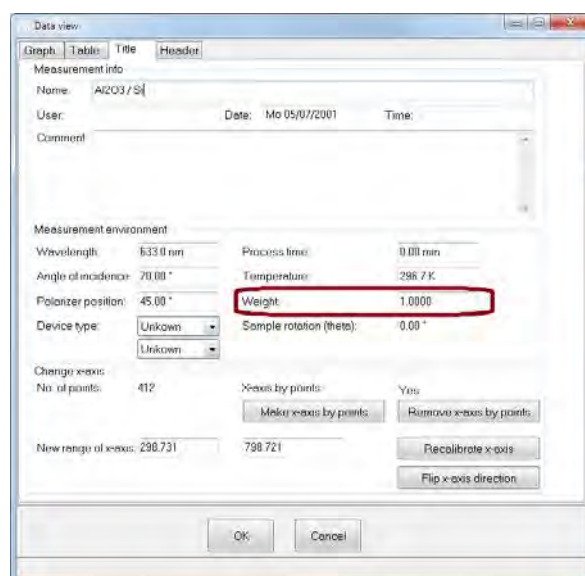 Data view
Graph Table Title Header
Measurement info
Name: Al2O3 / Si
User: Date: Mo 05/07/2001 Time:
Comment
Measurement environment
Wavelength: 633.0 nm Process time: 0.00 min
Angle of incidence: 70.00 ° Temperature: 296.7 K
Polarizer position: 45.00 ° Weight: 1.0000
Device type: Unkown Sample rotation (theta): 0.00 °
Unkown
Change x-axis
No. of points: 412 X-axis by points: Yes
Make x-axis by points Remove x-axis by points
New range of x-axis: 298.731 798.721 Recalibrate x-axis
Flip x-axis direction
OK Cancel